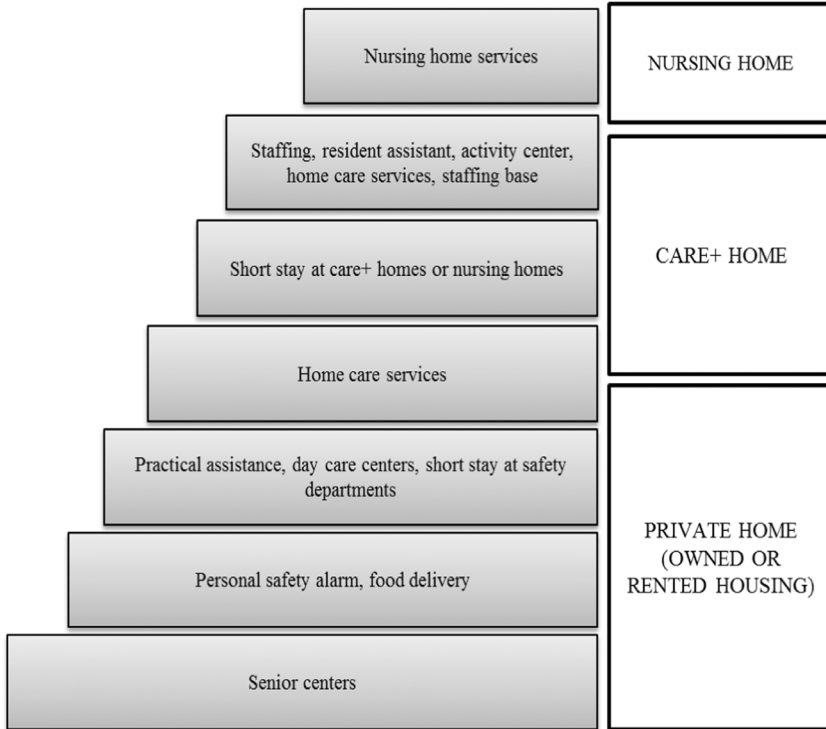 Nursing home services
NURSING HOME
Staffing, resident assistant, activity center,
home care services, staffing base
Short stay at care+ homes or nursing homes
CARE+ HOME
Home care services
Practical assistance, day care centers, short stay at safety
departments
Personal safety alarm, food delivery
Senior centers
PRIVATE HOME
(OWNED OR
RENTED HOUSING)